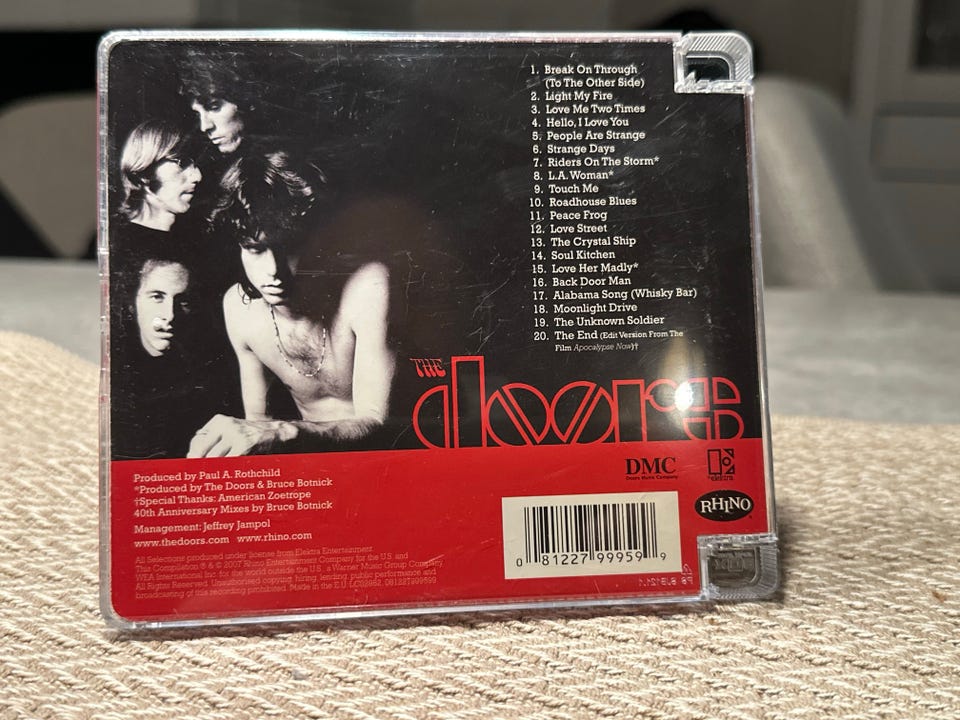 1. Break On Through
(To The Other Side)
2. Light My Fire
3. Love Me Two Times
4. Hello, I Love You
5. People Are Strange
6. Strange Days
7. Riders On The Storm*
8. L.A. Woman*
9. Touch Me
10. Roadhouse Blues
11. Peace Frog
12. Love Street
13. The Crystal Ship
14. Soul Kitchen
15. Love Her Madly*
16. Back Door Man
17. Alabama Song (Whisky Bar)
18. Moonlight Drive
19. The Unknown Soldier
20. The End (Edit Version From The
Film Apocalypse Now)†
THE
doors
Produced by Paul A. Rothchild
*Produced by The Doors & Bruce Botnick
†Special Thanks: American Zoetrope
40th Anniversary Mixes by Bruce Botnick
Management: Jeffrey Jampol
www.thedoors.com www.rhino.com
All Selections produced under license from Elektra Entertainment.
This Compilation ℗ & © 2007 Rhino Entertainment Company for the U.S. and
WEA International Inc. for the world outside the U.S., a Warner Music Group Company.
All Rights Reserved. Unauthorised copying, hiring, lending, public performance and
broadcasting of this recording prohibited. Made in the E.U. LC02982. 081227999599
DMC
Doors Music Company
elektra
RHINO
0 81227 99959 9